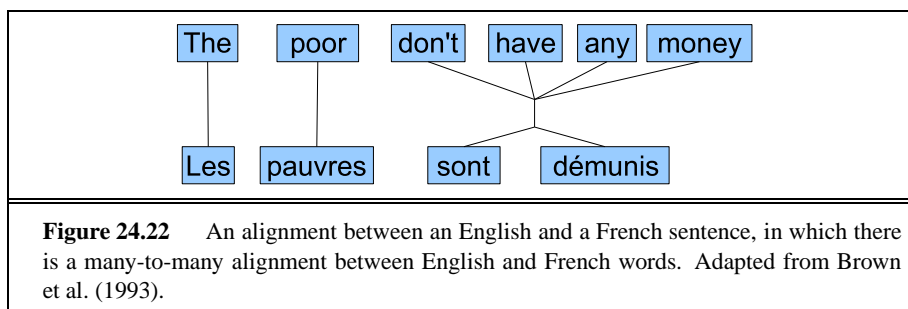 The poor don't have any money
Les pauvres sont démunis
Figure 24.22 An alignment between an English and a French sentence, in which there
is a many-to-many alignment between English and French words. Adapted from Brown
et al. (1993).